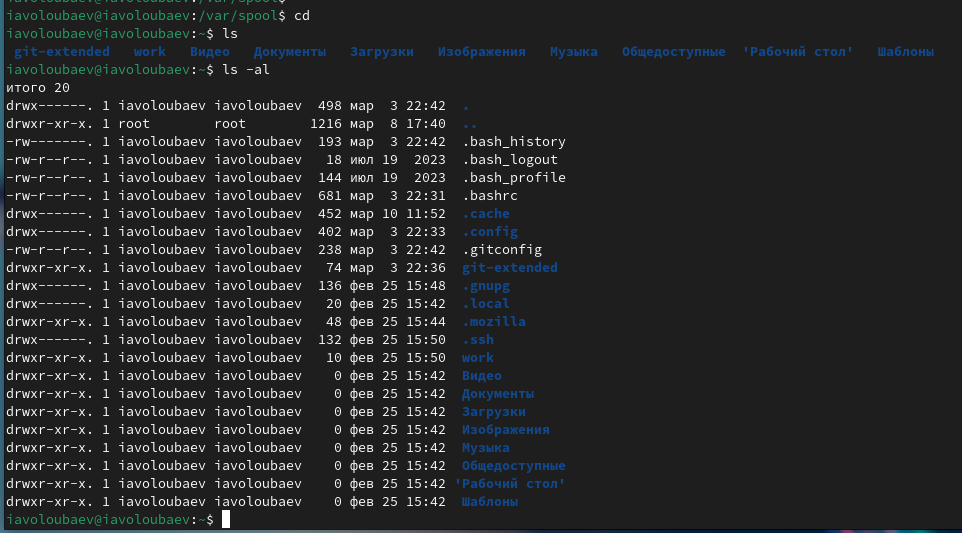 iavoloubaev@iavoloubaev:/var/spool$
iavoloubaev@iavoloubaev:/var/spool$ cd
iavoloubaev@iavoloubaev:~$ ls
git-extended work Видео Документы Загрузки Изображения Музыка Общедоступные 'Рабочий стол' Шаблоны
iavoloubaev@iavoloubaev:~$ ls -al
итого 20
drwx------. 1 iavoloubaev iavoloubaev 498 мар 3 22:42 .
drwxr-xr-x. 1 root root 1216 мар 8 17:40 ..
-rw-------. 1 iavoloubaev iavoloubaev 193 мар 3 22:42 .bash_history
-rw-r--r--. 1 iavoloubaev iavoloubaev 18 июл 19 2023 .bash_logout
-rw-r--r--. 1 iavoloubaev iavoloubaev 144 июл 19 2023 .bash_profile
-rw-r--r--. 1 iavoloubaev iavoloubaev 681 мар 3 22:31 .bashrc
drwx------. 1 iavoloubaev iavoloubaev 452 мар 10 11:52 .cache
drwx------. 1 iavoloubaev iavoloubaev 402 мар 3 22:33 .config
-rw-r--r--. 1 iavoloubaev iavoloubaev 238 мар 3 22:42 .gitconfig
drwxr-xr-x. 1 iavoloubaev iavoloubaev 74 мар 3 22:36 git-extended
drwx------. 1 iavoloubaev iavoloubaev 136 фев 25 15:48 .gnupg
drwx------. 1 iavoloubaev iavoloubaev 20 фев 25 15:42 .local
drwxr-xr-x. 1 iavoloubaev iavoloubaev 48 фев 25 15:44 .mozilla
drwx------. 1 iavoloubaev iavoloubaev 132 фев 25 15:50 .ssh
drwxr-xr-x. 1 iavoloubaev iavoloubaev 10 фев 25 15:50 work
drwxr-xr-x. 1 iavoloubaev iavoloubaev 0 фев 25 15:42 Видео
drwxr-xr-x. 1 iavoloubaev iavoloubaev 0 фев 25 15:42 Документы
drwxr-xr-x. 1 iavoloubaev iavoloubaev 0 фев 25 15:42 Загрузки
drwxr-xr-x. 1 iavoloubaev iavoloubaev 0 фев 25 15:42 Изображения
drwxr-xr-x. 1 iavoloubaev iavoloubaev 0 фев 25 15:42 Музыка
drwxr-xr-x. 1 iavoloubaev iavoloubaev 0 фев 25 15:42 Общедоступные
drwxr-xr-x. 1 iavoloubaev iavoloubaev 0 фев 25 15:42 'Рабочий стол'
drwxr-xr-x. 1 iavoloubaev iavoloubaev 0 фев 25 15:42 Шаблоны
iavoloubaev@iavoloubaev:~$